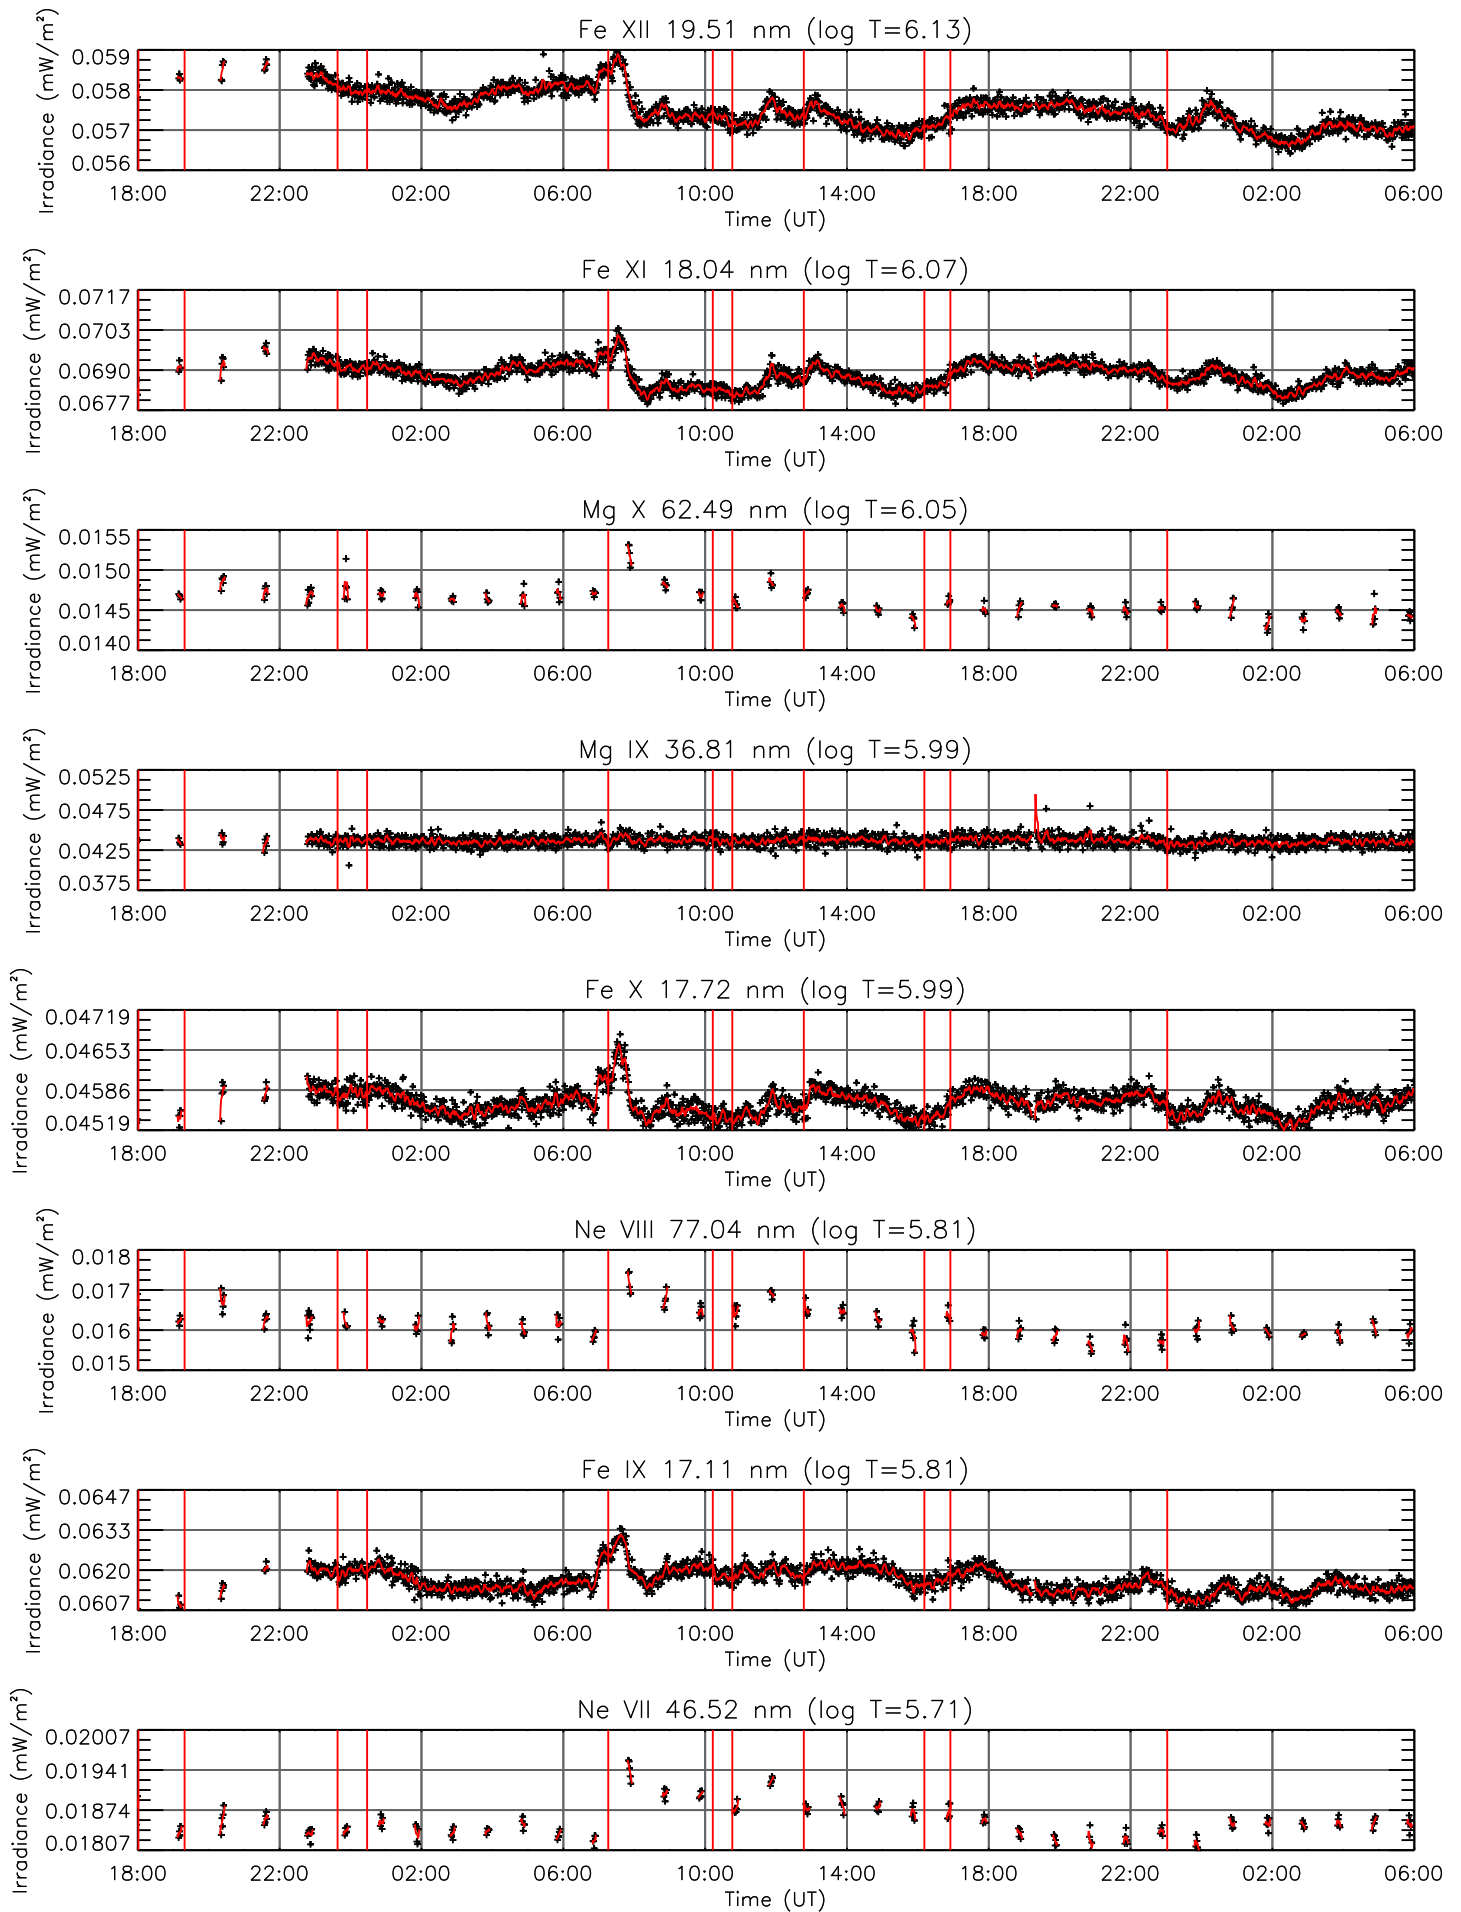 Fe XII 19.51 nm (log T=6.13)
Irradiance (mW/m²)
0.059
0.058
0.057
0.056
18:00 22:00 02:00 06:00 10:00 14:00 18:00 22:00 02:00 06:00
Time (UT)
Fe XI 18.04 nm (log T=6.07)
Irradiance (mW/m²)
0.0717
0.0703
0.0690
0.0677
18:00 22:00 02:00 06:00 10:00 14:00 18:00 22:00 02:00 06:00
Time (UT)
Mg X 62.49 nm (log T=6.05)
Irradiance (mW/m²)
0.0155
0.0150
0.0145
0.0140
18:00 22:00 02:00 06:00 10:00 14:00 18:00 22:00 02:00 06:00
Time (UT)
Mg IX 36.81 nm (log T=5.99)
Irradiance (mW/m²)
0.0525
0.0475
0.0425
0.0375
18:00 22:00 02:00 06:00 10:00 14:00 18:00 22:00 02:00 06:00
Time (UT)
Fe X 17.72 nm (log T=5.99)
Irradiance (mW/m²)
0.04719
0.04653
0.04586
0.04519
18:00 22:00 02:00 06:00 10:00 14:00 18:00 22:00 02:00 06:00
Time (UT)
Ne VIII 77.04 nm (log T=5.81)
Irradiance (mW/m²)
0.018
0.017
0.016
0.015
18:00 22:00 02:00 06:00 10:00 14:00 18:00 22:00 02:00 06:00
Time (UT)
Fe IX 17.11 nm (log T=5.81)
Irradiance (mW/m²)
0.0647
0.0633
0.0620
0.0607
18:00 22:00 02:00 06:00 10:00 14:00 18:00 22:00 02:00 06:00
Time (UT)
Ne VII 46.52 nm (log T=5.71)
Irradiance (mW/m²)
0.02007
0.01941
0.01874
0.01807
18:00 22:00 02:00 06:00 10:00 14:00 18:00 22:00 02:00 06:00
Time (UT)